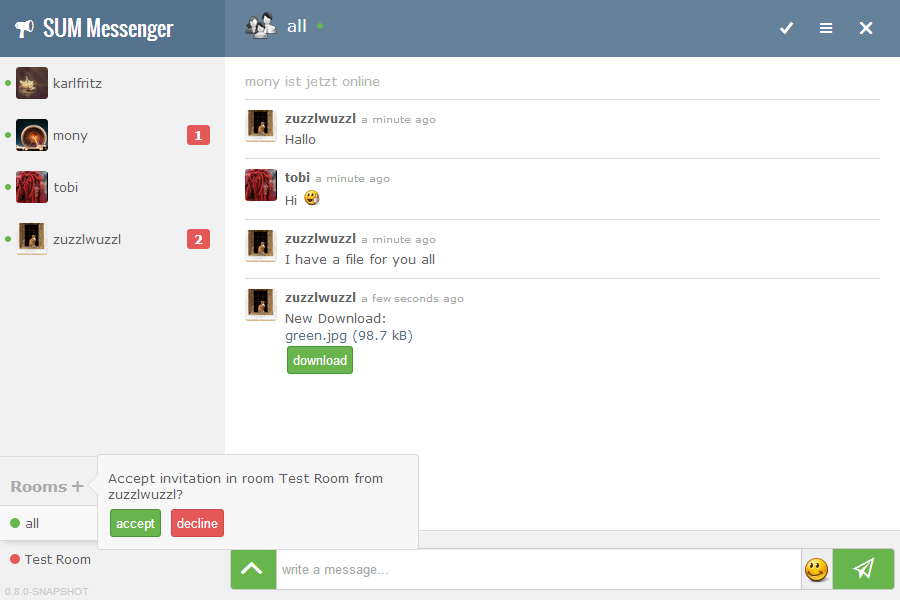 SUM Messenger
karlfritz
mony 1
tobi
zuzzlwuzzl 2
Rooms +
all
Test Room
0.8.0-SNAPSHOT
all
mony ist jetzt online
zuzzlwuzzl a minute ago
Hallo
tobi a minute ago
Hi
zuzzlwuzzl a minute ago
I have a file for you all
zuzzlwuzzl a few seconds ago
New Download:
green.jpg (98.7 kB)
download
Accept invitation in room Test Room from
zuzzlwuzzl?
accept decline
write a message...